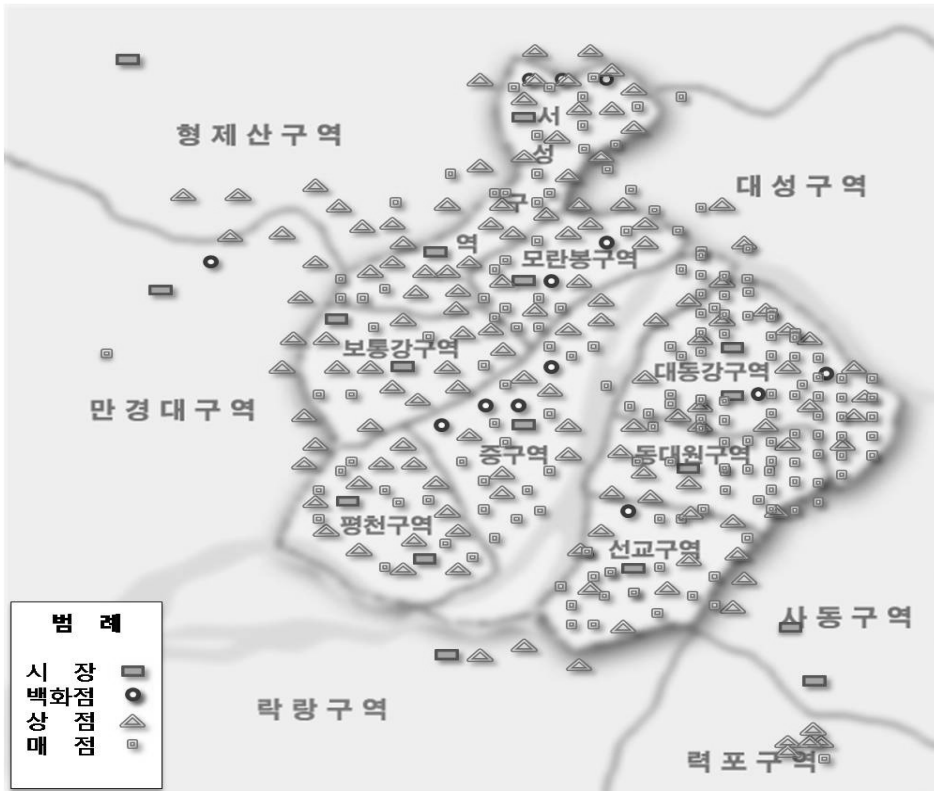 형제산구역
서
성
구
역
대성구역
모란봉구역
보통강구역
대동강구역
만경대구역
중구역
동대원구역
평천구역
선교구역
사동구역
락랑구역
력포구역
범 례
시 장
백화점
상 점
매 점